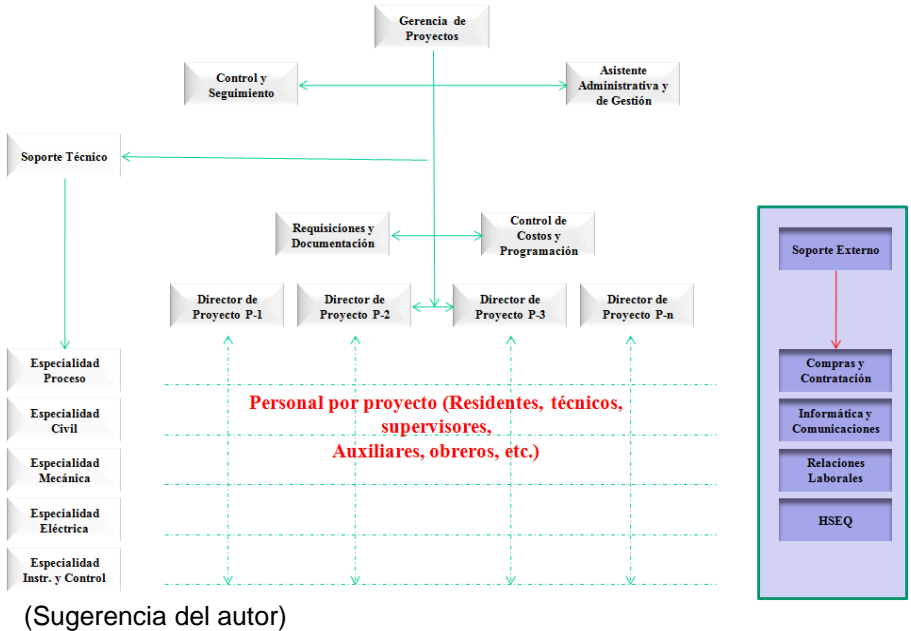 Gerencia de
Proyectos
Control y
Seguimiento
Asistente
Administrativa y
de Gestión
Soporte Técnico
Requisiciones y
Documentación
Control de
Costos y
Programación
Soporte Externo
Director de
Proyecto P-1
Director de
Proyecto P-2
Director de
Proyecto P-3
Director de
Proyecto P-n
Especialidad
Proceso
Especialidad
Civil
Especialidad
Mecánica
Especialidad
Eléctrica
Especialidad
Instr. y Control
Personal por proyecto (Residentes, técnicos,
supervisores,
Auxiliares, obreros, etc.)
Compras y
Contratación
Informática y
Comunicaciones
Relaciones
Laborales
HSEQ
(Sugerencia del autor)